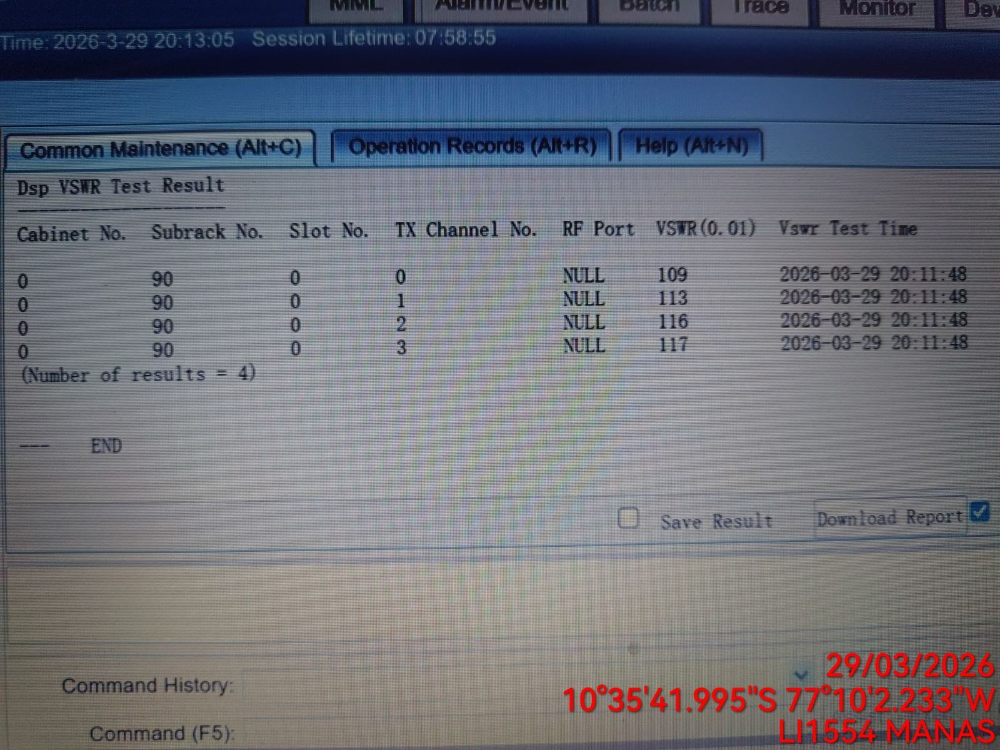 MML Alarm/Event Batch Trace Monitor
Time: 2026-3-29 20:13:05 Session Lifetime: 07:58:55
Common Maintenance (Alt+C) Operation Records (Alt+R) Help (Alt+N)
Dsp VSWR Test Result
--------------------
Cabinet No. Subrack No. Slot No. TX Channel No. RF Port VSWR(0.01) Vswr Test Time
0 90 0 0 NULL 109 2026-03-29 20:11:48
0 90 0 1 NULL 113 2026-03-29 20:11:48
0 90 0 2 NULL 116 2026-03-29 20:11:48
0 90 0 3 NULL 117 2026-03-29 20:11:48
(Number of results = 4)
--- END
Save Result Download Report
Command History:
Command (F5):
29/03/2026
10°35'41.995"S 77°10'2.233"W
LI1554 MANAS